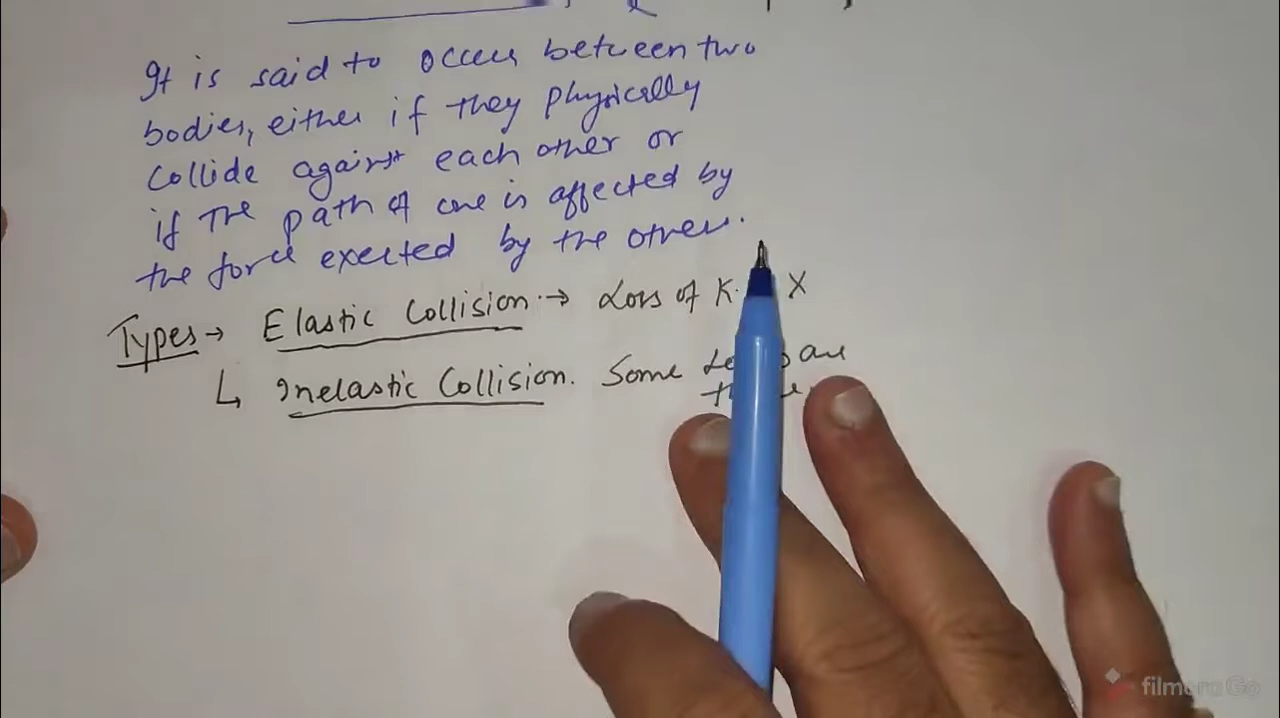 It is said to occur between two
bodies, either if they physically
collide against each other or
if the path of one is affected by
the force exerted by the other.
Types → Elastic Collision → Loss of K. X
↳ Inelastic Collision. Some are
filmora Go